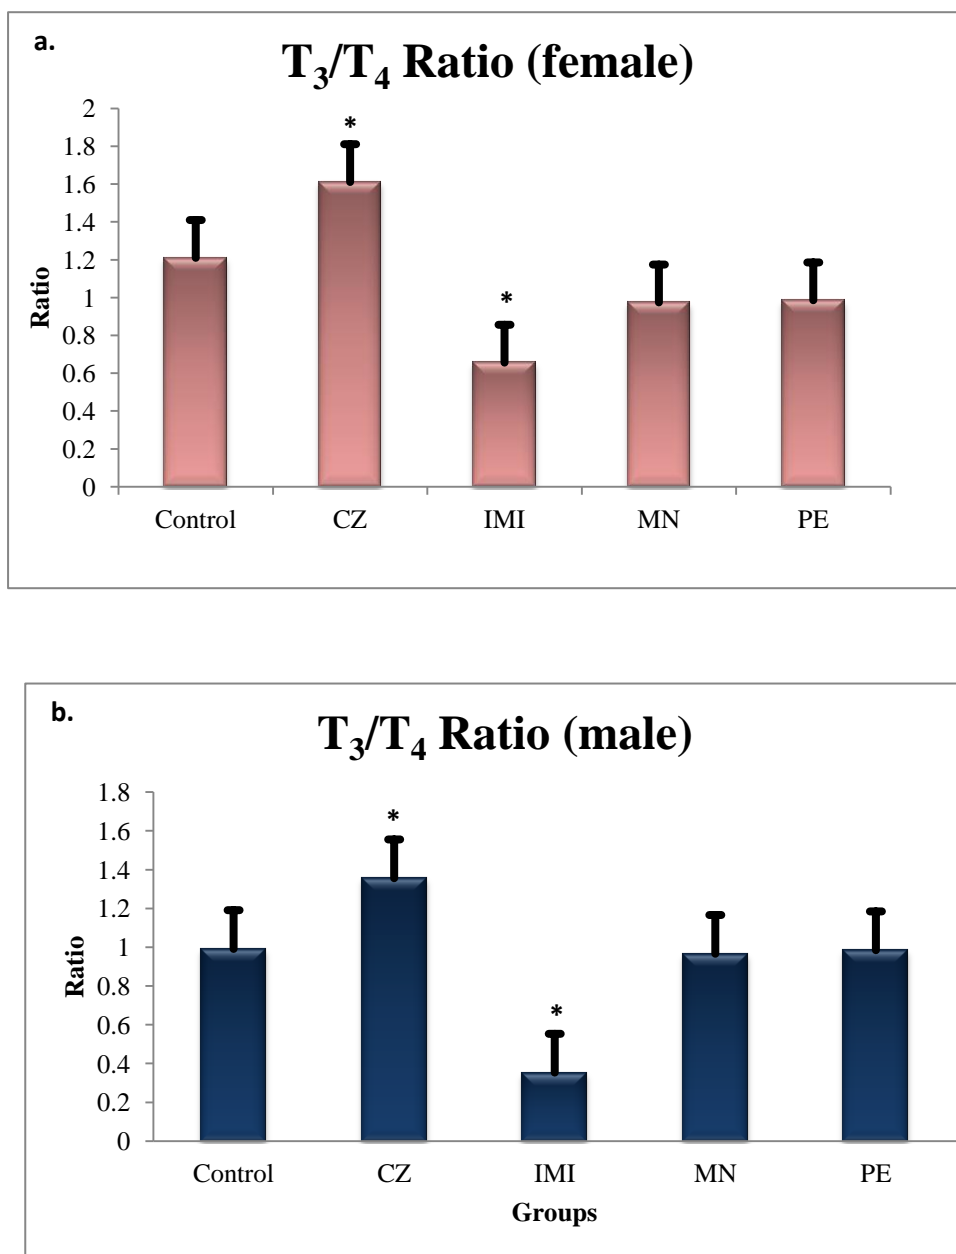 a.
T₃/T₄ Ratio (female)
2
1.8
1.6
1.4
1.2
1
0.8
0.6
0.4
0.2
0
Ratio
*
*
Control CZ IMI MN PE
b.
T₃/T₄ Ratio (male)
1.8
1.6
1.4
1.2
1
0.8
0.6
0.4
0.2
0
Ratio
*
*
Control CZ IMI MN PE
Groups